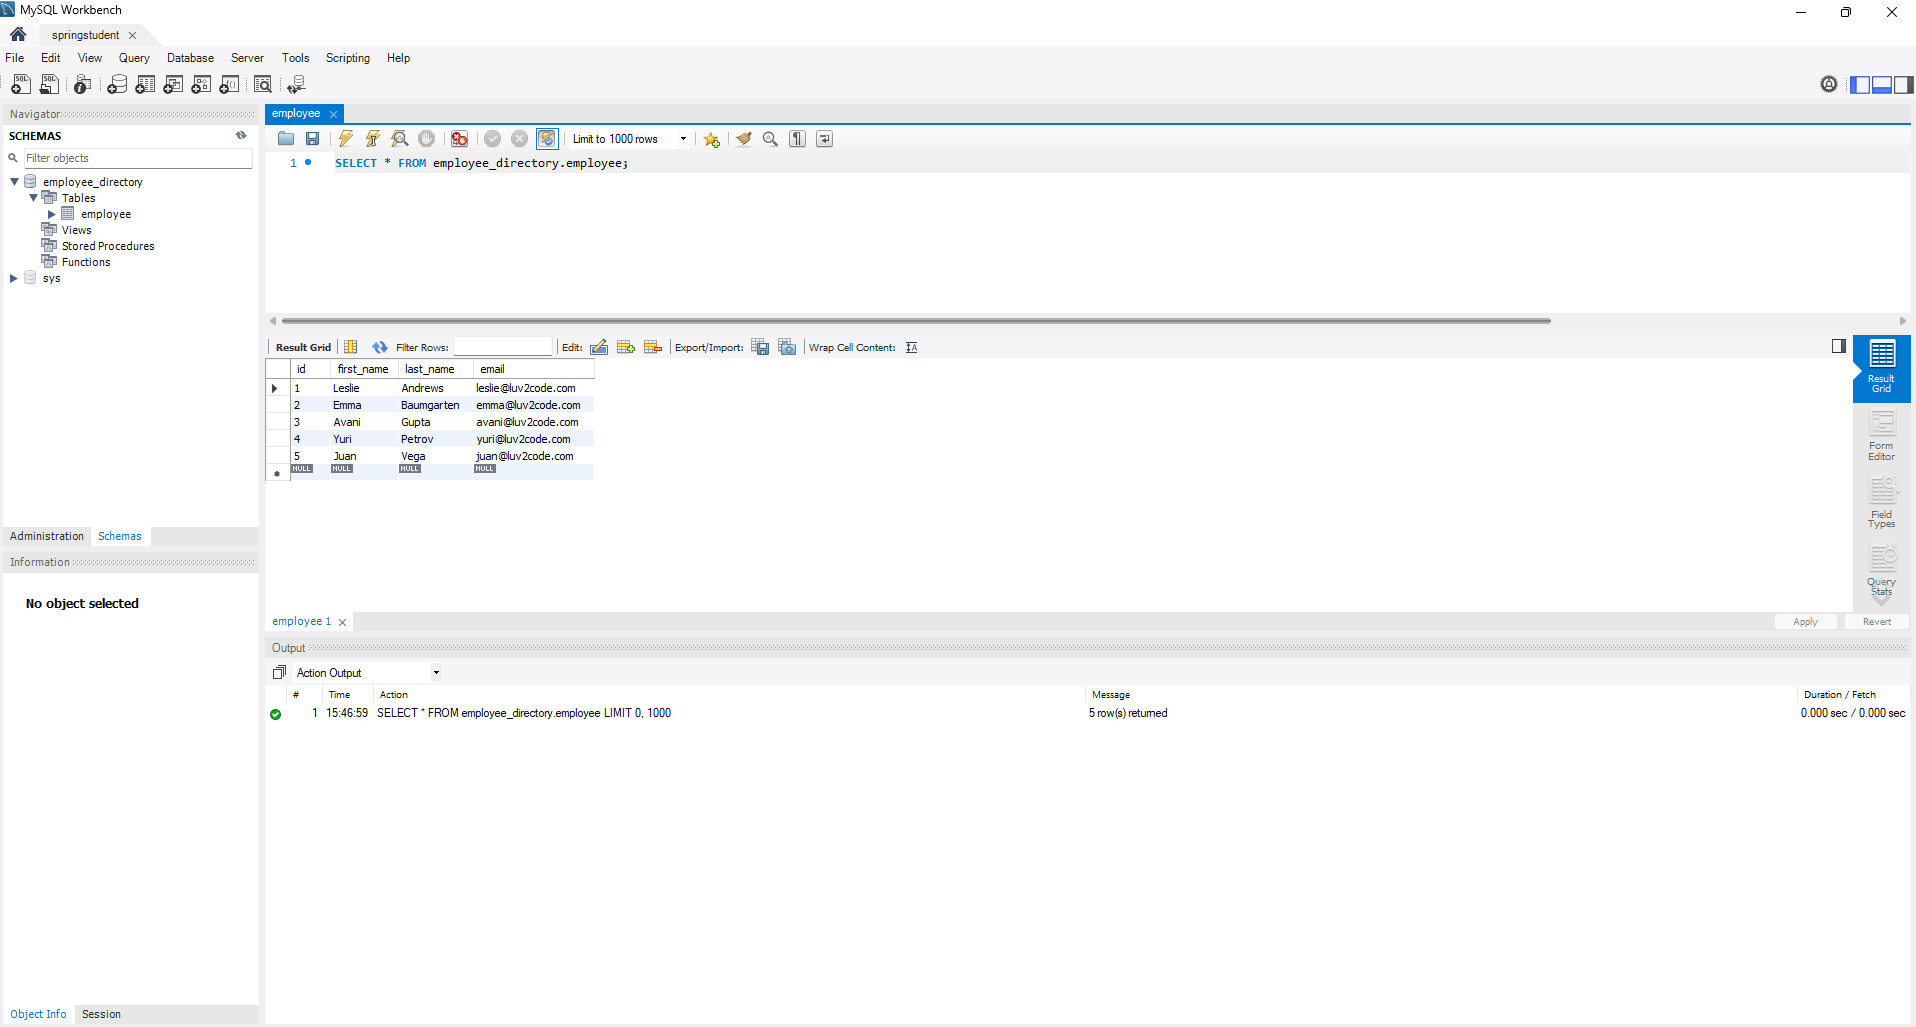 MySQL Workbench
springstudent
File Edit View Query Database Server Tools Scripting Help
Navigator
SCHEMAS
Filter objects
employee_directory
Tables
employee
Views
Stored Procedures
Functions
sys
Administration Schemas
Information
No object selected
Object Info Session
employee
Limit to 1000 rows
1 SELECT * FROM employee_directory.employee;
Result Grid Filter Rows: Edit: Export/Import: Wrap Cell Content:
id first_name last_name email
1 Leslie Andrews leslie@luv2code.com
2 Emma Baumgarten emma@luv2code.com
3 Avani Gupta avani@luv2code.com
4 Yuri Petrov yuri@luv2code.com
5 Juan Vega juan@luv2code.com
NULL NULL NULL NULL
Result
Grid
Form
Editor
Field
Types
Query
Stats
employee 1
Apply Revert
Output
Action Output
# Time Action Message Duration / Fetch
1 15:46:59 SELECT * FROM employee_directory.employee LIMIT 0, 1000 5 row(s) returned 0.000 sec / 0.000 sec